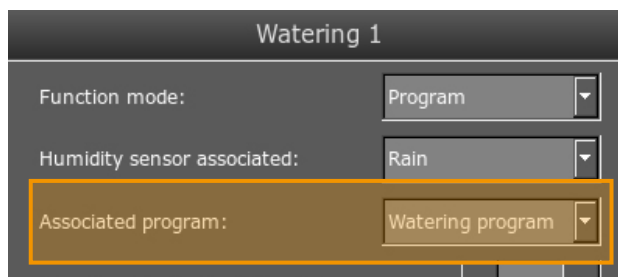 Watering 1
Function mode: Program
Humidity sensor associated: Rain
Associated program: Watering program